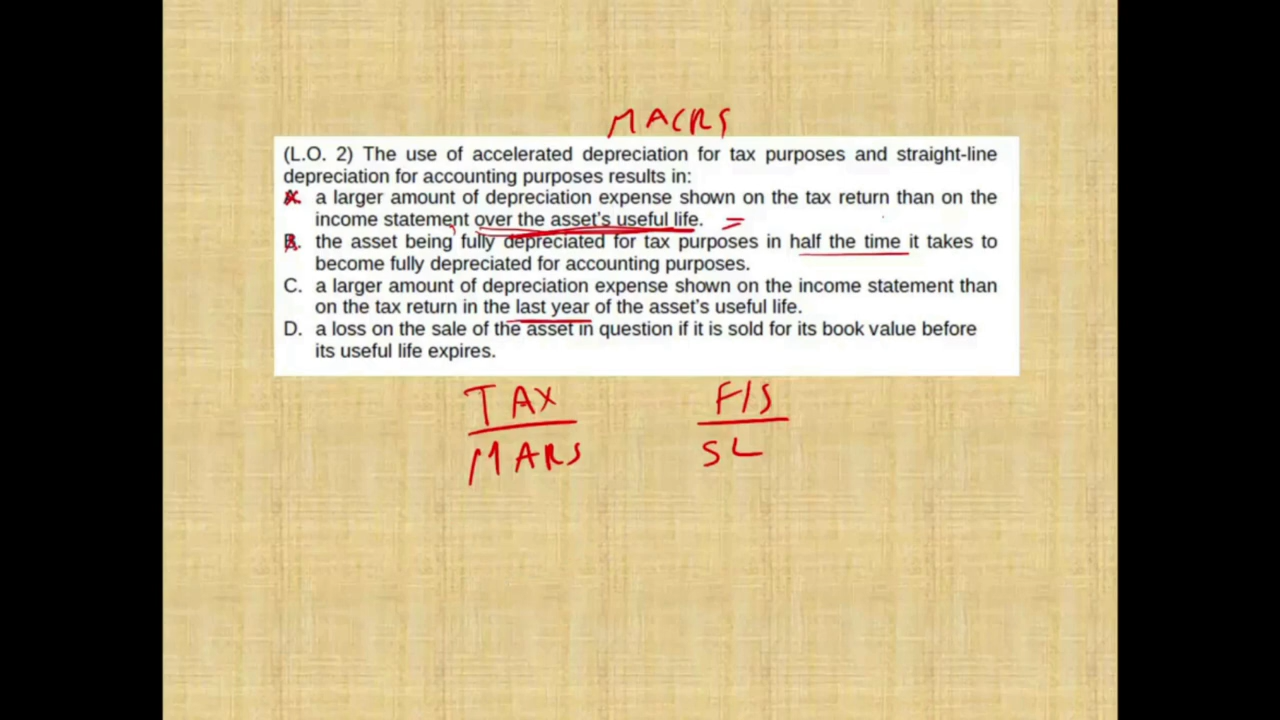 MACRS
(L.O. 2) The use of accelerated depreciation for tax purposes and straight-line
depreciation for accounting purposes results in:
A. a larger amount of depreciation expense shown on the tax return than on the
income statement over the asset's useful life. =
B. the asset being fully depreciated for tax purposes in half the time it takes to
become fully depreciated for accounting purposes.
C. a larger amount of depreciation expense shown on the income statement than
on the tax return in the last year of the asset's useful life.
D. a loss on the sale of the asset in question if it is sold for its book value before
its useful life expires.
TAX F/S
MARS SL